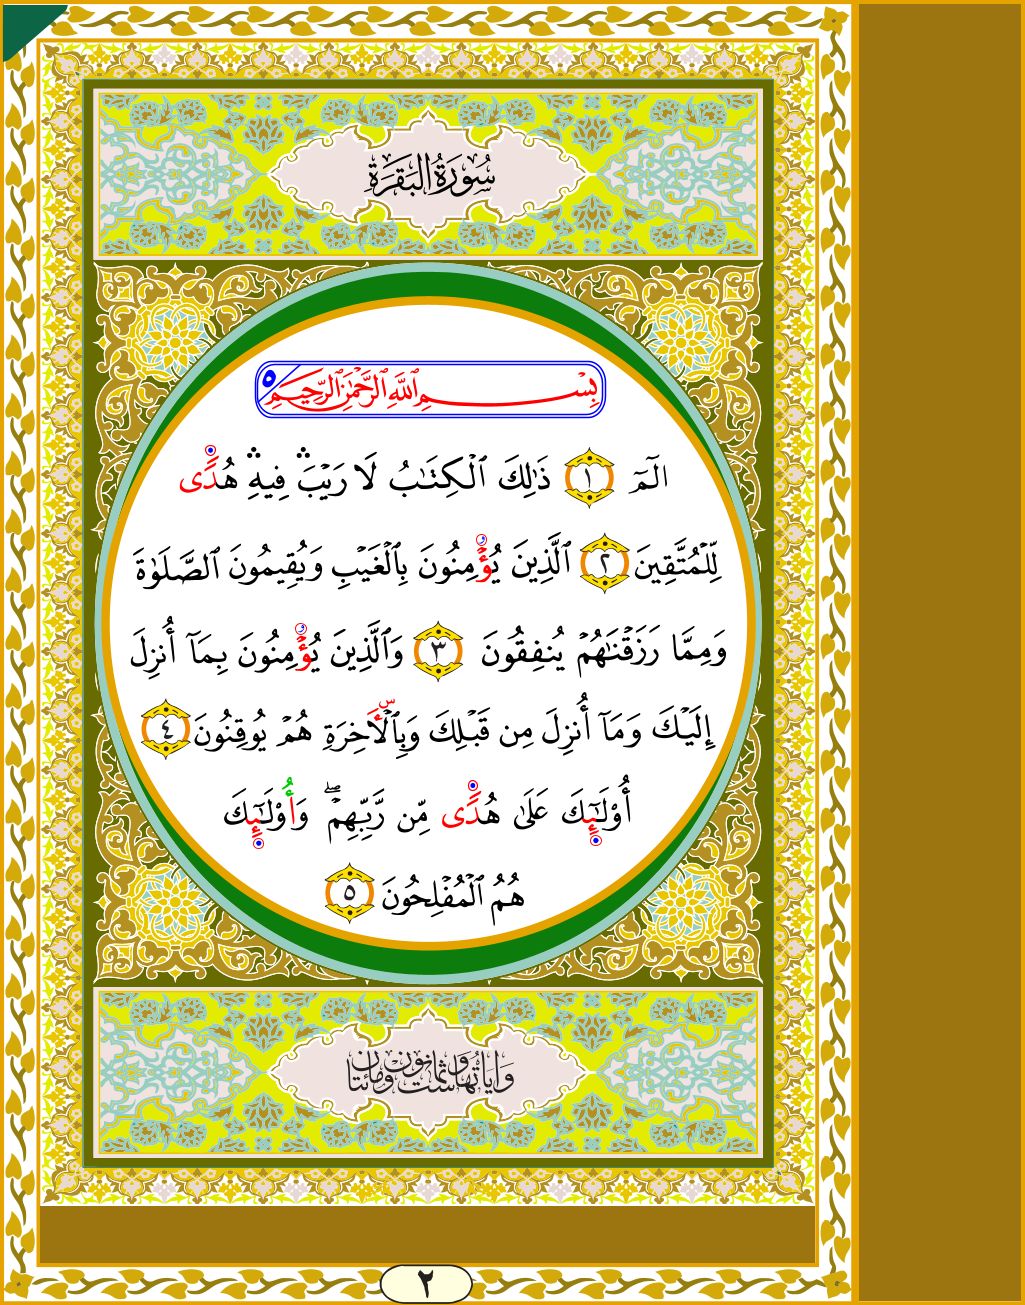 سُورَةُ البَقَرَةِ
بِسْمِ ٱللَّهِ ٱلرَّحْمَٰنِ ٱلرَّحِيمِ ٥
الٓمٓ ١ ذَٰلِكَ ٱلْكِتَٰبُ لَا رَيْبَۛ فِيهِۛ هُدًى
لِّلْمُتَّقِينَ ٢ ٱلَّذِينَ يُؤْمِنُونَ بِٱلْغَيْبِ وَيُقِيمُونَ ٱلصَّلَوٰةَ
وَمِمَّا رَزَقْنَٰهُمْ يُنفِقُونَ ٣ وَٱلَّذِينَ يُؤْمِنُونَ بِمَآ أُنزِلَ
إِلَيْكَ وَمَآ أُنزِلَ مِن قَبْلِكَ وَبِٱلْأَخِرَةِ هُمْ يُوقِنُونَ ٤
أُوْلَٰٓئِكَ عَلَىٰ هُدًى مِّن رَّبِّهِمْۖ وَأُوْلَٰٓئِكَ
هُمُ ٱلْمُفْلِحُونَ ٥
وَآيَاتُهَا سِتٌّ وَثَمَانُونَ وَمِائَتَانِ
٢